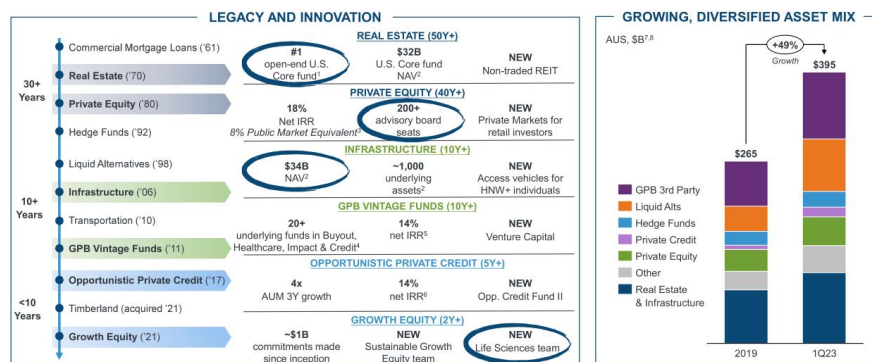 LEGACY AND INNOVATION
30+
Years
10+
Years
<10
Years
Commercial Mortgage Loans ('61)
Real Estate ('70)
Private Equity ('80)
Hedge Funds ('92)
Liquid Alternatives ('98)
Infrastructure ('06)
Transportation ('10)
GPB Vintage Funds ('11)
Opportunistic Private Credit ('17)
Timberland (acquired '21)
Growth Equity ('21)
REAL ESTATE (50Y+)
#1
open-end U.S.
Core fund1
$32B
U.S. Core fund
NAV2
NEW
Non-traded REIT
PRIVATE EQUITY (40Y+)
18%
Net IRR
8% Public Market Equivalent3
200+
advisory board
seats
NEW
Private Markets for
retail investors
INFRASTRUCTURE (10Y+)
$34B
NAV2
~1,000
underlying
assets2
NEW
Access vehicles for
HNW+ individuals
GPB VINTAGE FUNDS (10Y+)
20+
underlying funds in Buyout,
Healthcare, Impact & Credit4
14%
net IRR5
NEW
Venture Capital
OPPORTUNISTIC PRIVATE CREDIT (5Y+)
4x
AUM 3Y growth
14%
net IRR6
NEW
Opp. Credit Fund II
GROWTH EQUITY (2Y+)
~$1B
commitments made
since inception
NEW
Sustainable Growth
Equity team
NEW
Life Sciences team
GROWING, DIVERSIFIED ASSET MIX
AUS, $B7,8
+49%
Growth
$395
$265
GPB 3rd Party
Liquid Alts
Hedge Funds
Private Credit
Private Equity
Other
Real Estate
& Infrastructure
2019
1Q23